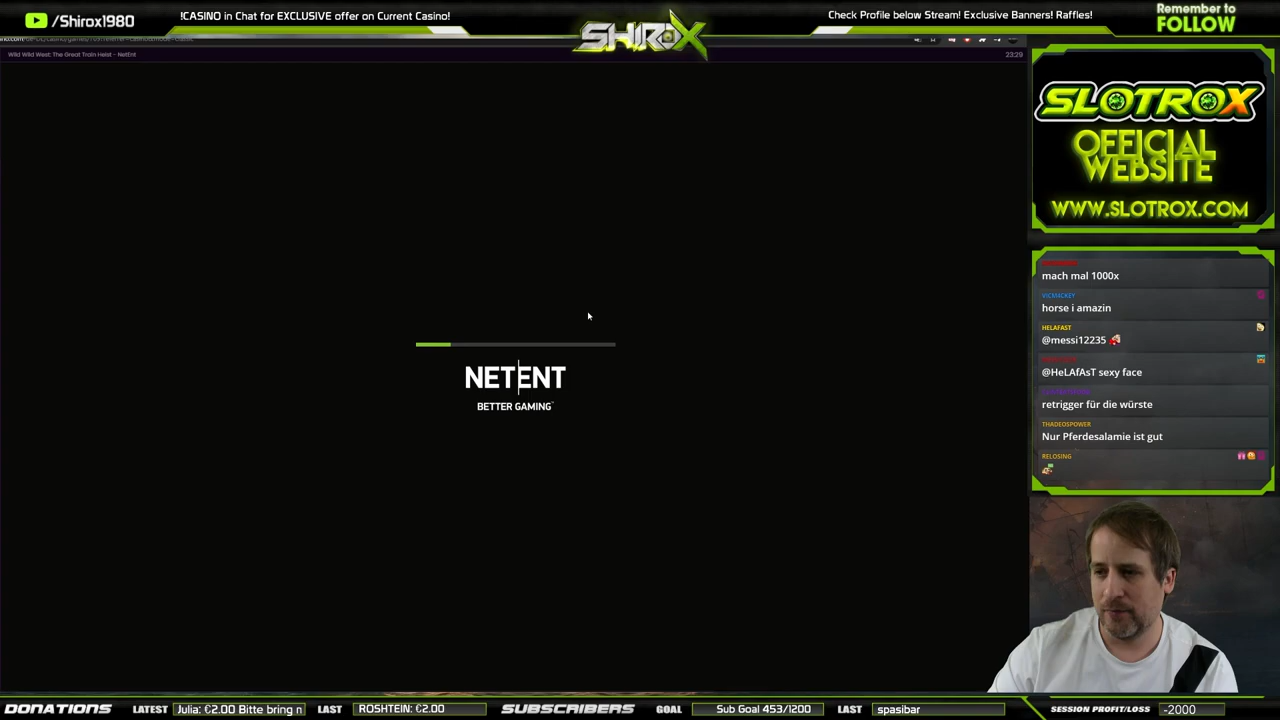 /Shirox1980
!CASINO in Chat for EXCLUSIVE offer on Current Casino!
SHIROX
Check Profile below Stream! Exclusive Banners! Raffles!
Remember to
FOLLOW
Wild Wild West: The Great Train Heist - NetEnt
23:29
SLOTROX
OFFICIAL
WEBSITE
WWW.SLOTROX.COM
mach mal 1000x
VICM4CKEY
horse i amazin
HELAFAST
@messi12235
@HeLAfAsT sexy face
retrigger für die würste
THADEOSPOWER
Nur Pferdesalamie ist gut
RELOSING
NETENT
BETTER GAMING™
DONATIONS
LATEST
Julia: €2.00 Bitte bring n
LAST
ROSHTEIN: €2.00
SUBSCRIBERS
GOAL
Sub Goal 453/1200
LAST
spasibar
SESSION PROFIT/LOSS
-2000